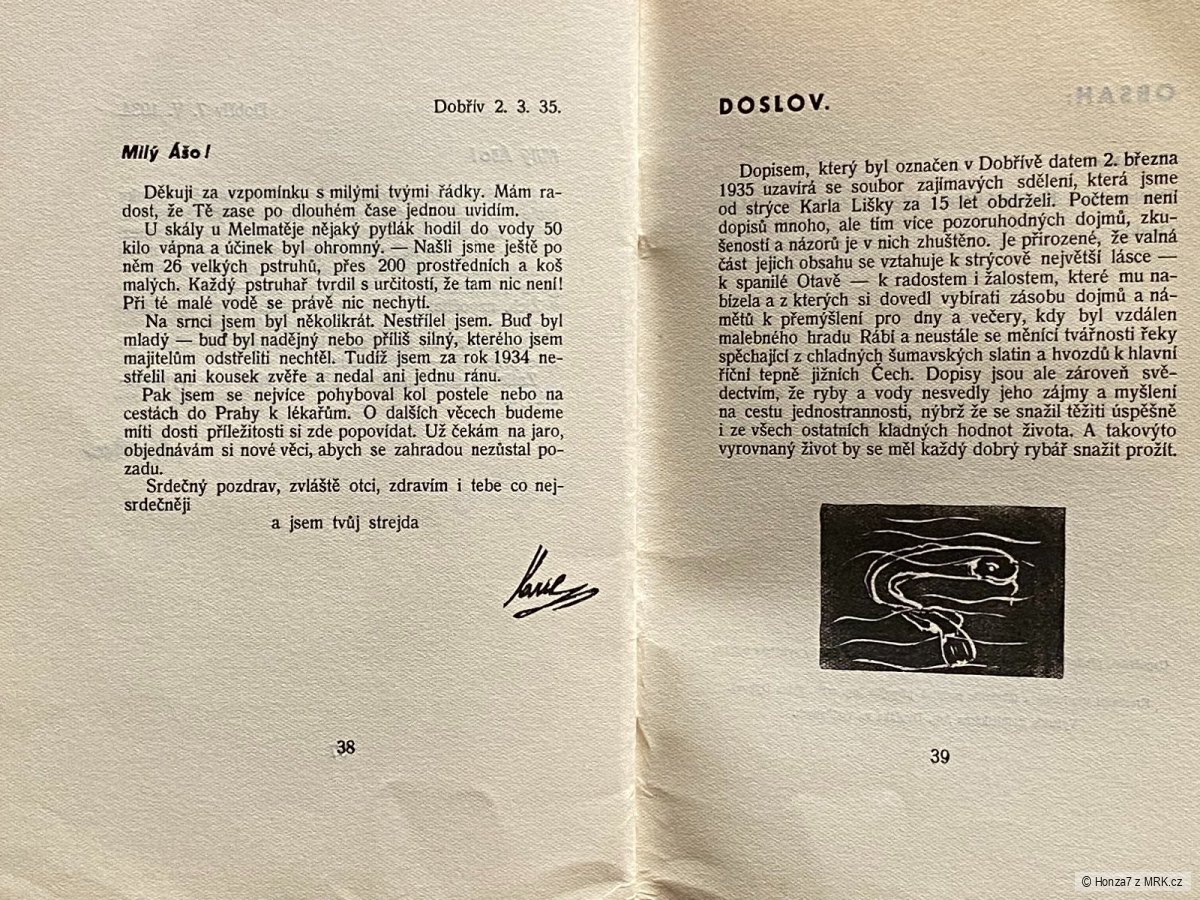 Dobřív 2. 3. 35.
Milý Ášo!
Děkuji za vzpomínku s milými tvými řádky. Mám ra-
dost, že Tě zase po dlouhém čase jednou uvidím.
U skály u Melmatěje nějaký pytlák hodil do vody 50
kilo vápna a účinek byl ohromný. — Našli jsme ještě po
něm 26 velkých pstruhů, přes 200 prostředních a koš
malých. Každý pstruhař tvrdil s určitostí, že tam nic není!
Při té malé vodě se právě nic nechytí.
Na srnci jsem byl několikrát. Nestřílel jsem. Buď byl
mladý — buď byl nadějný nebo příliš silný, kterého jsem
majitelům odstřeliti nechtěl. Tudíž jsem za rok 1934 ne-
střelil ani kousek zvěře a nedal ani jednu ránu.
Pak jsem se nejvíce pohyboval kol postele nebo na
cestách do Prahy k lékařům. O dalších věcech budeme
míti dosti příležitosti si zde popovídat. Už čekám na jaro,
objednávám si nové věci, abych se zahradou nezůstal po-
zadu.
Srdečný pozdrav, zvláště otci, zdravím i tebe co nej-
srdečněji
a jsem tvůj strejda
Karel
38
DOSLOV.
Dopisem, který byl označen v Dobřívě datem 2. března
1935 uzavírá se soubor zajímavých sdělení, která jsme
od strýce Karla Lišky za 15 let obdrželi. Počtem není
dopisů mnoho, ale tím více pozoruhodných dojmů, zku-
šeností a názorů je v nich zhuštěno. Je přirozené, že valná
část jejich obsahu se vztahuje k strýcově největší lásce —
k spanilé Otavě — k radostem i žalostem, které mu na-
bízela a z kterých si dovedl vybírati zásobu dojmů a ná-
mětů k přemýšlení pro dny a večery, kdy byl vzdálen
malebného hradu Rábí a neustále se měnící tvářnosti řeky
spěchající z chladných šumavských slatin a hvozdů k hlavní
říční tepně jižních Čech. Dopisy jsou ale zároveň svě-
dectvím, že ryby a vody nesvedly jeho zájmy a myšlení
na cestu jednostrannosti, nýbrž že se snažil těžiti úspěšně
i ze všech ostatních kladných hodnot života. A takovýto
vyrovnaný život by se měl každý dobrý rybář snažit prožít.
39
© Honza7 z MRK.cz